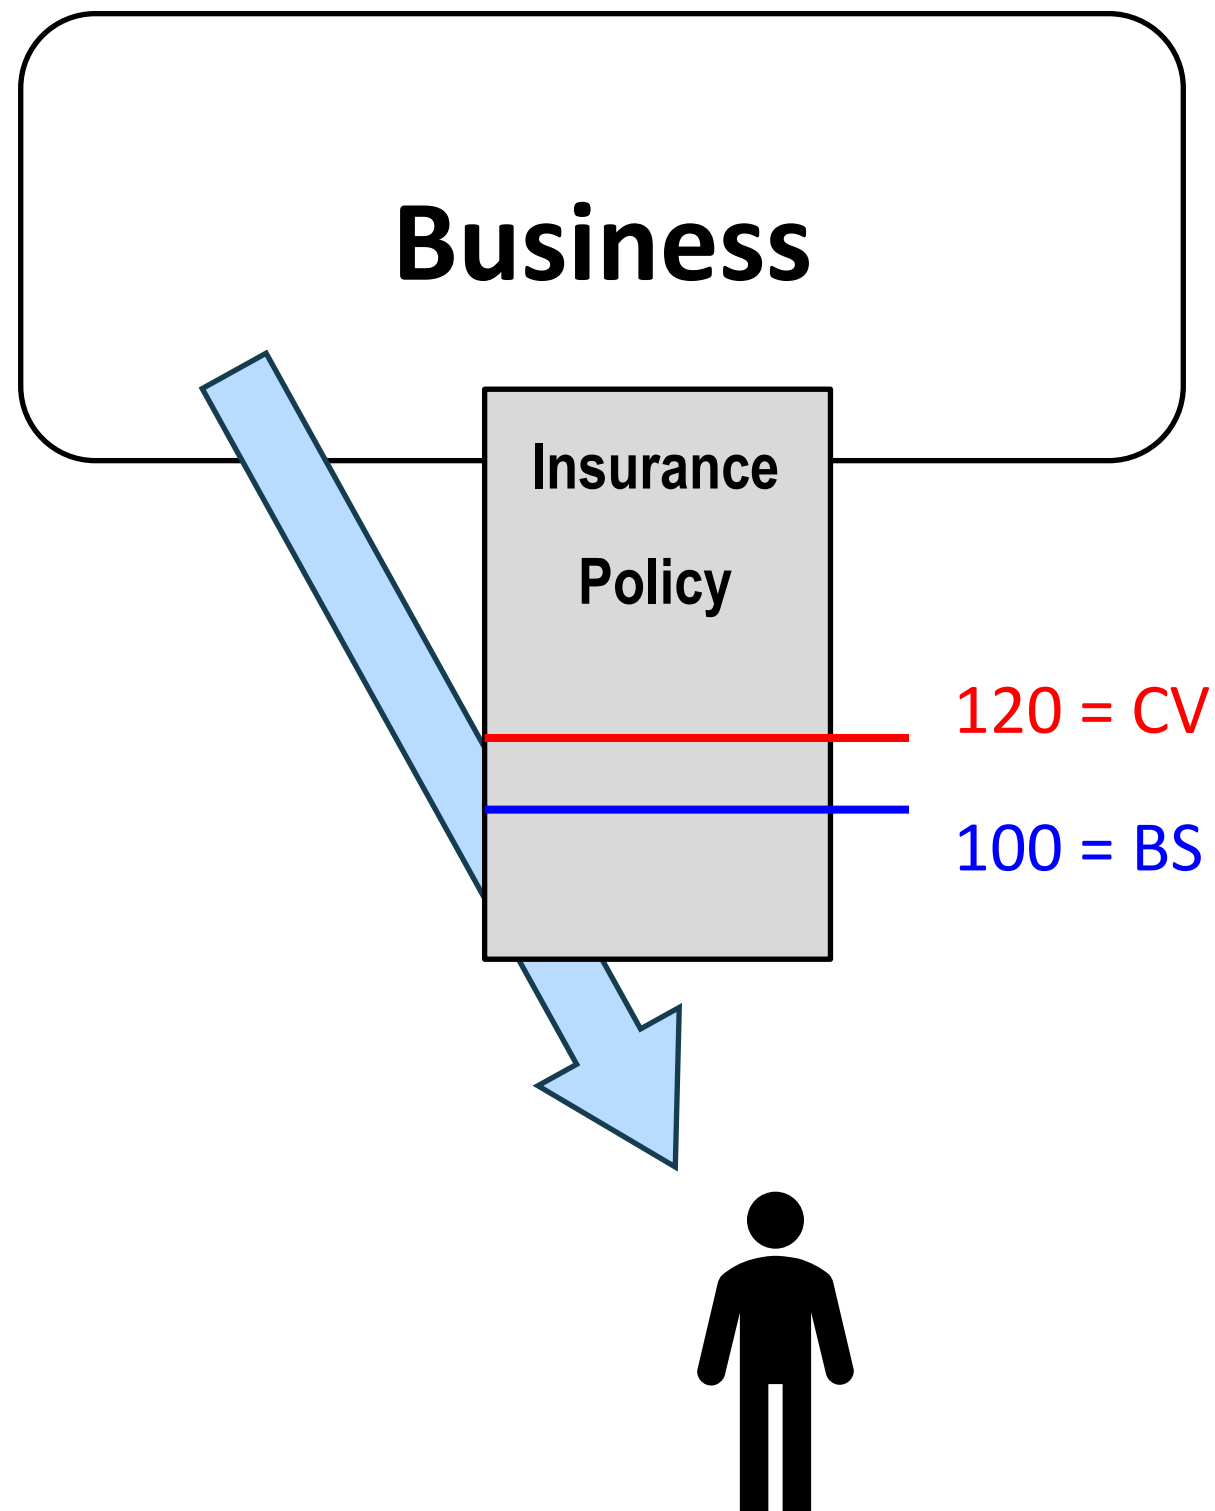 Business
Insurance
Policy
120 = CV
100 = BS